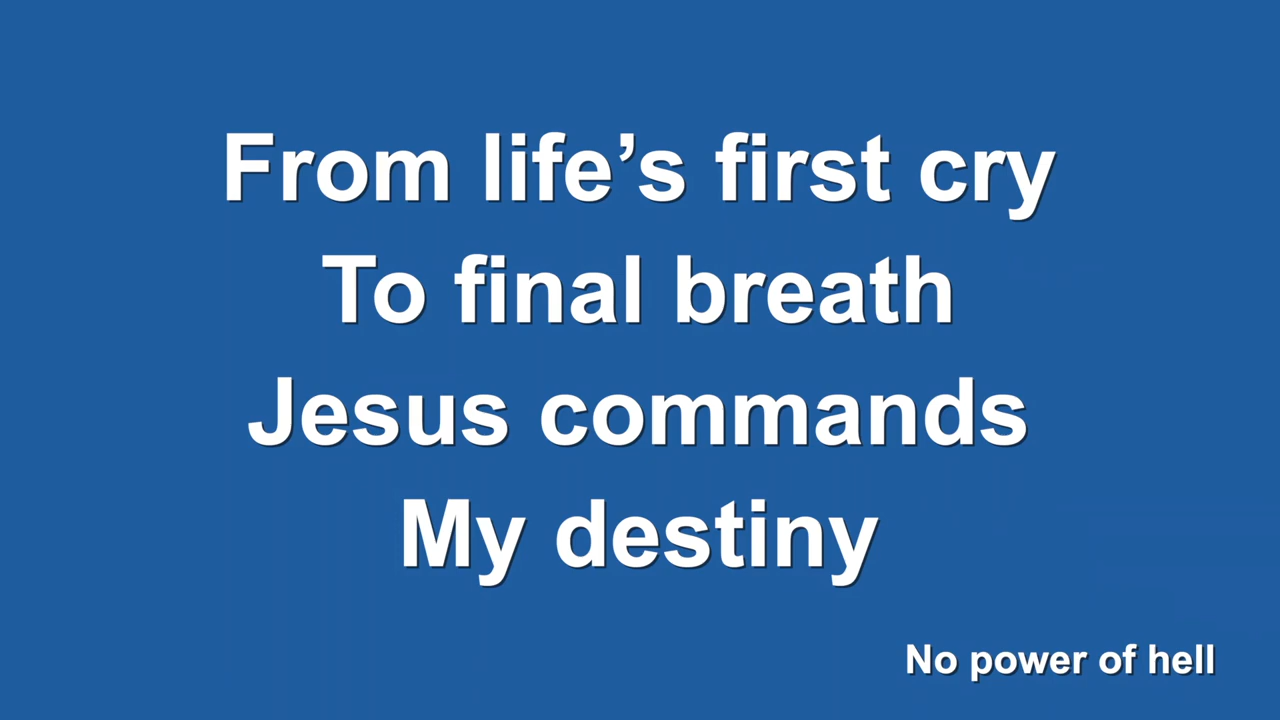 From life’s first cry
To final breath
Jesus commands
My destiny
No power of hell